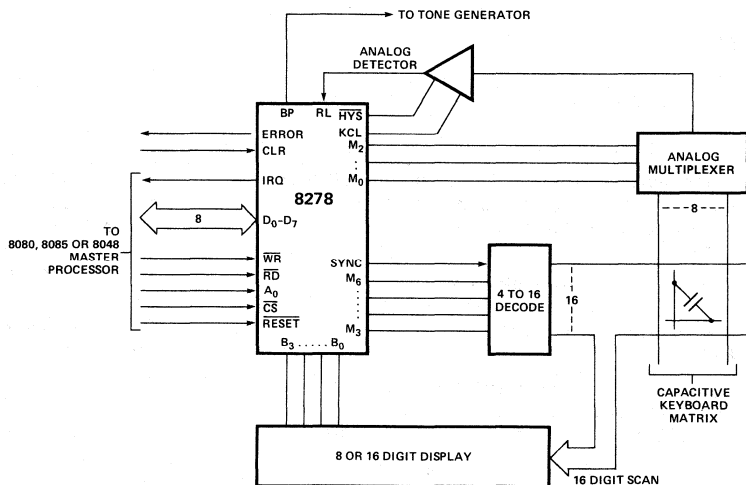 TO TONE GENERATOR
ANALOG
DETECTOR
BP
RL
HYS
ERROR
KCL
CLR
M2
:
M0
ANALOG
MULTIPLEXER
IRQ
8278
8
8
D0-D7
TO
8080, 8085 OR 8048
MASTER
PROCESSOR
WR
RD
A0
CS
RESET
SYNC
M6
M3
4 TO 16
DECODE
16
B3 ..... B0
CAPACITIVE
KEYBOARD
MATRIX
8 OR 16 DIGIT DISPLAY
16 DIGIT SCAN